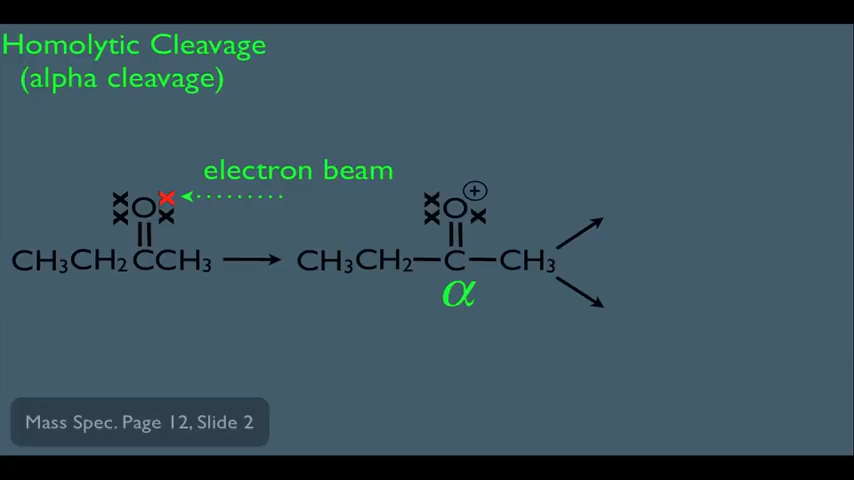 Homolytic Cleavage
(alpha cleavage)
electron beam
x x
x O x
x O ⊕
x x
CH₃CH₂CCH₃
CH₃CH₂—C—CH₃
α
Mass Spec. Page 12, Slide 2